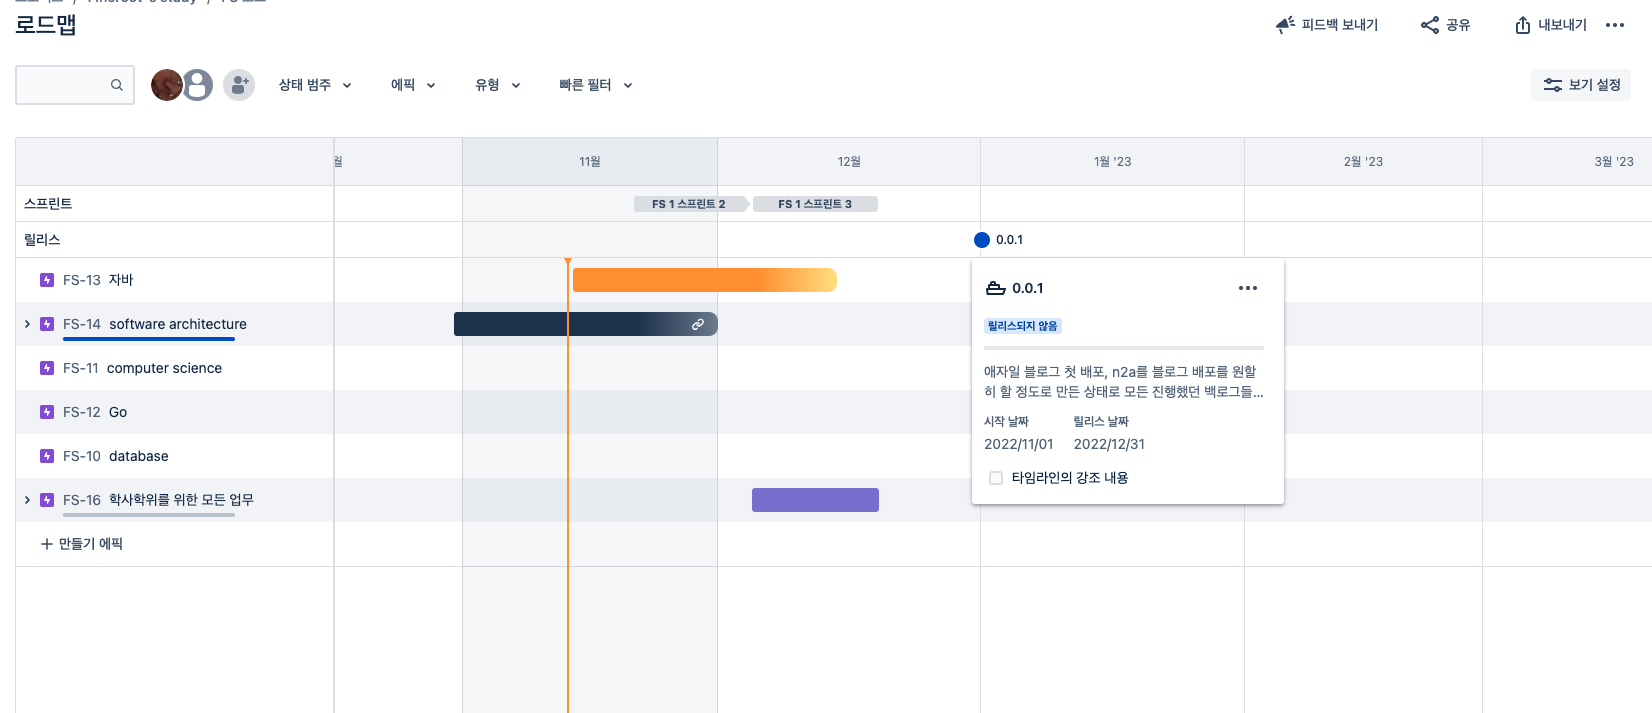 로드맵
피드백 보내기
공유
내보내기
상태 범주
에픽
유형
빠른 필터
보기 설정
월
11월
12월
1월 '23
2월 '23
3월 '23
스프린트
FS 1 스프린트 2
FS 1 스프린트 3
릴리스
0.0.1
FS-13 자바
FS-14 software architecture
FS-11 computer science
FS-12 Go
FS-10 database
FS-16 학사학위를 위한 모든 업무
만들기 에픽
0.0.1
릴리스되지 않음
애자일 블로그 첫 배포, n2a를 블로그 배포를 원할
히 할 정도로 만든 상태로 모든 진행했던 백로그들...
시작 날짜
릴리스 날짜
2022/11/01
2022/12/31
타임라인의 강조 내용